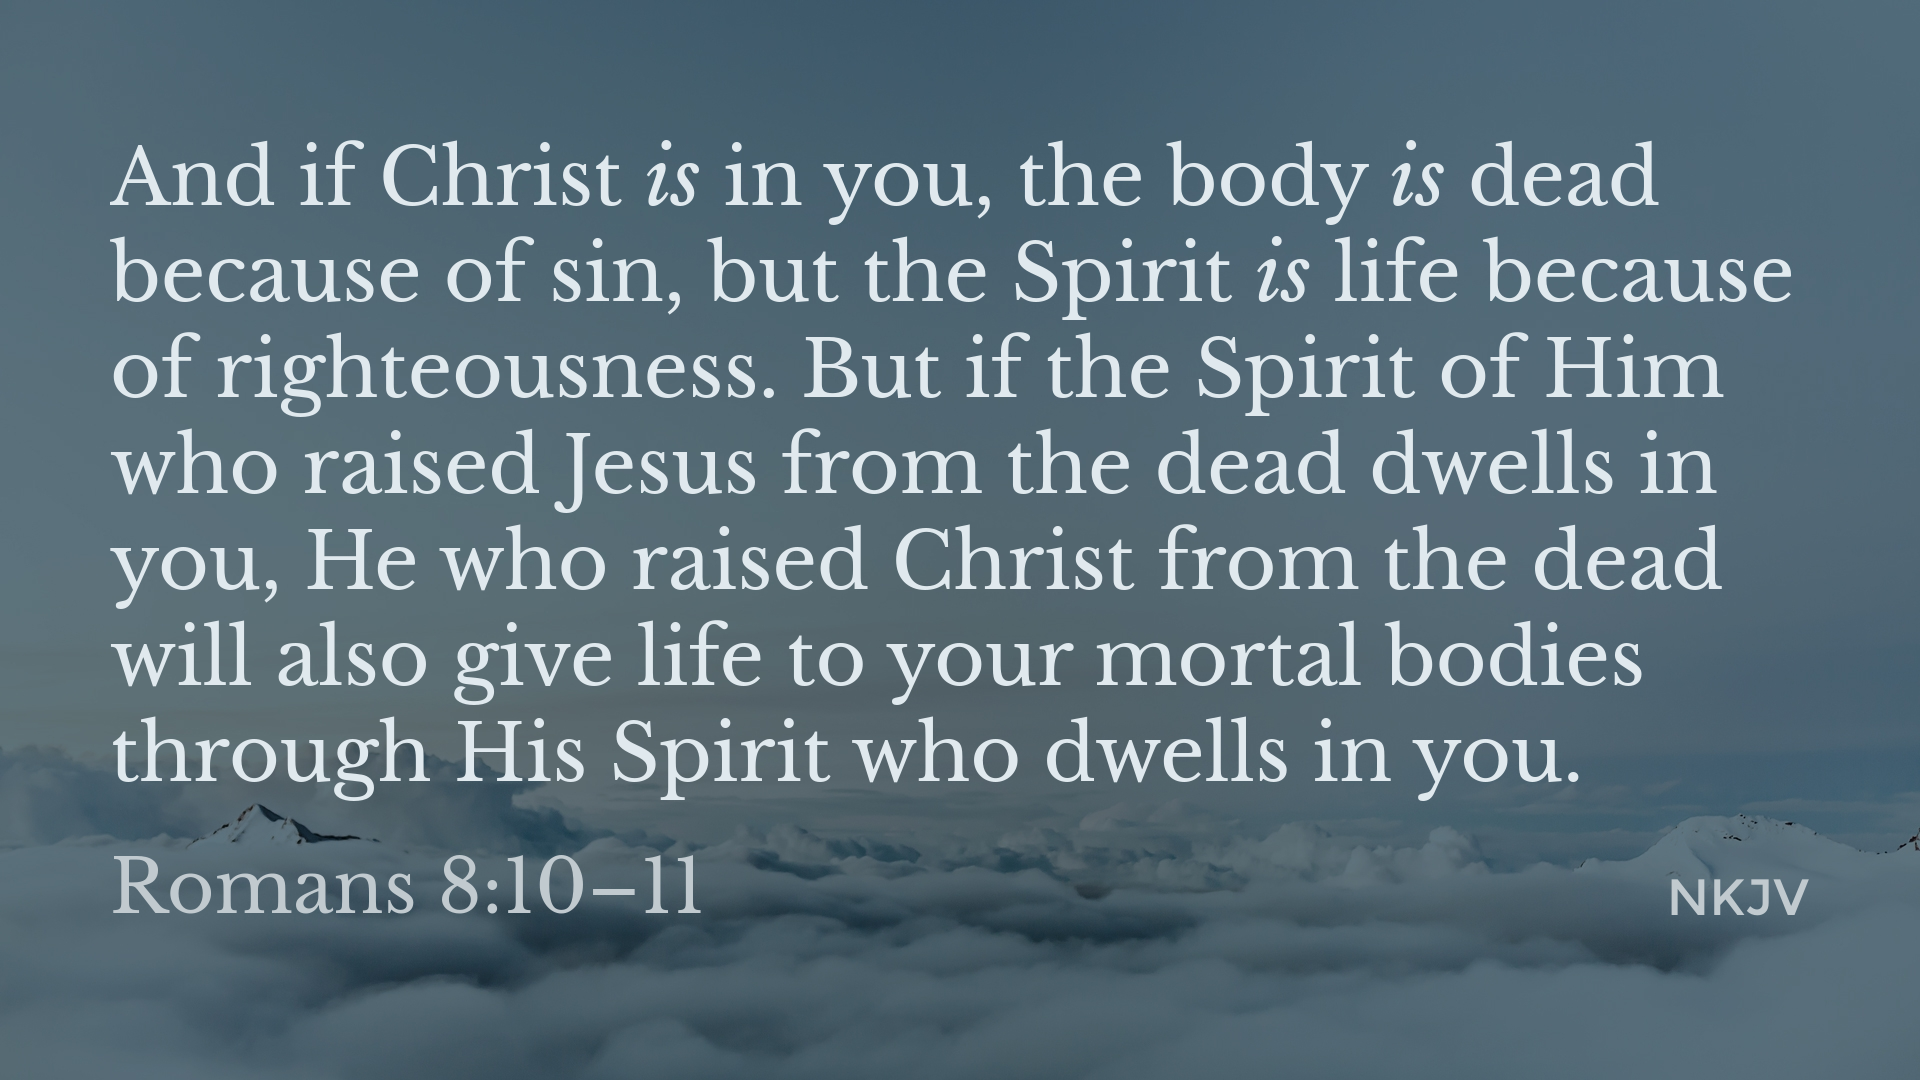 And if Christ is in you, the body is dead
because of sin, but the Spirit is life because
of righteousness. But if the Spirit of Him
who raised Jesus from the dead dwells in
you, He who raised Christ from the dead
will also give life to your mortal bodies
through His Spirit who dwells in you.
Romans 8:10–11
NKJV